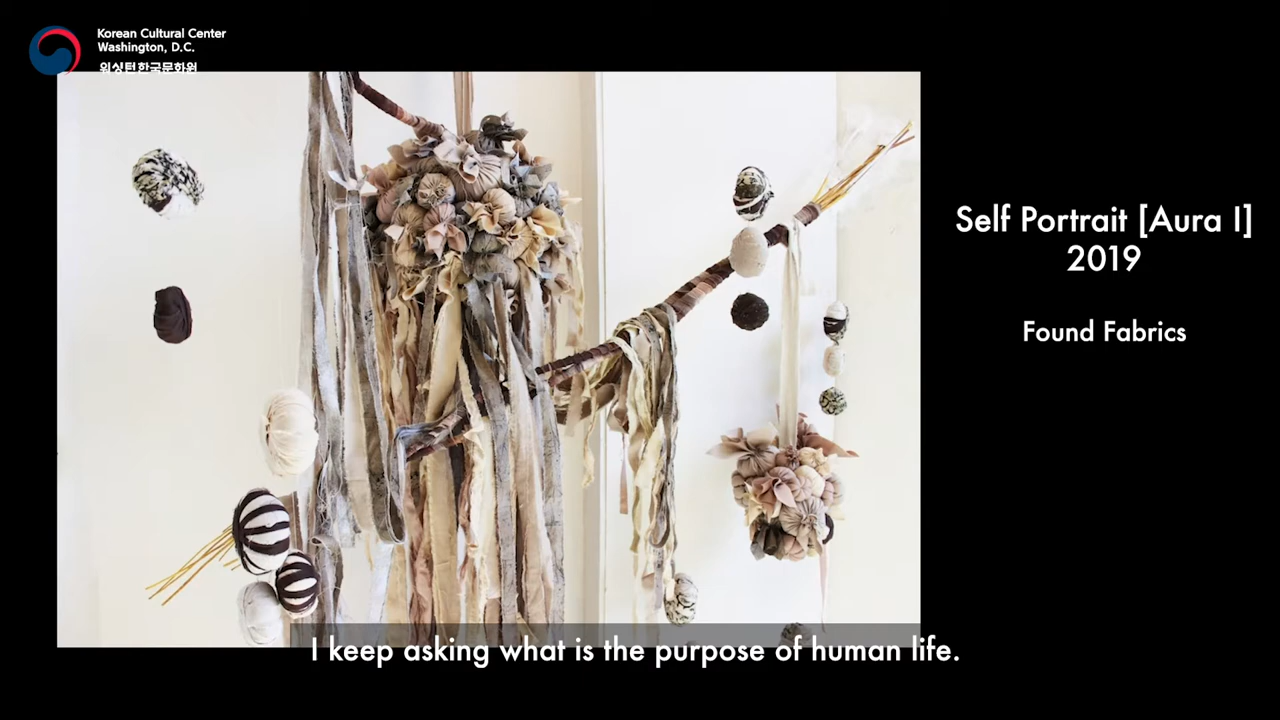 Korean Cultural Center
Washington, D.C.
워싱턴한국문화원
Self Portrait [Aura I]
2019
Found Fabrics
I keep asking what is the purpose of human life.